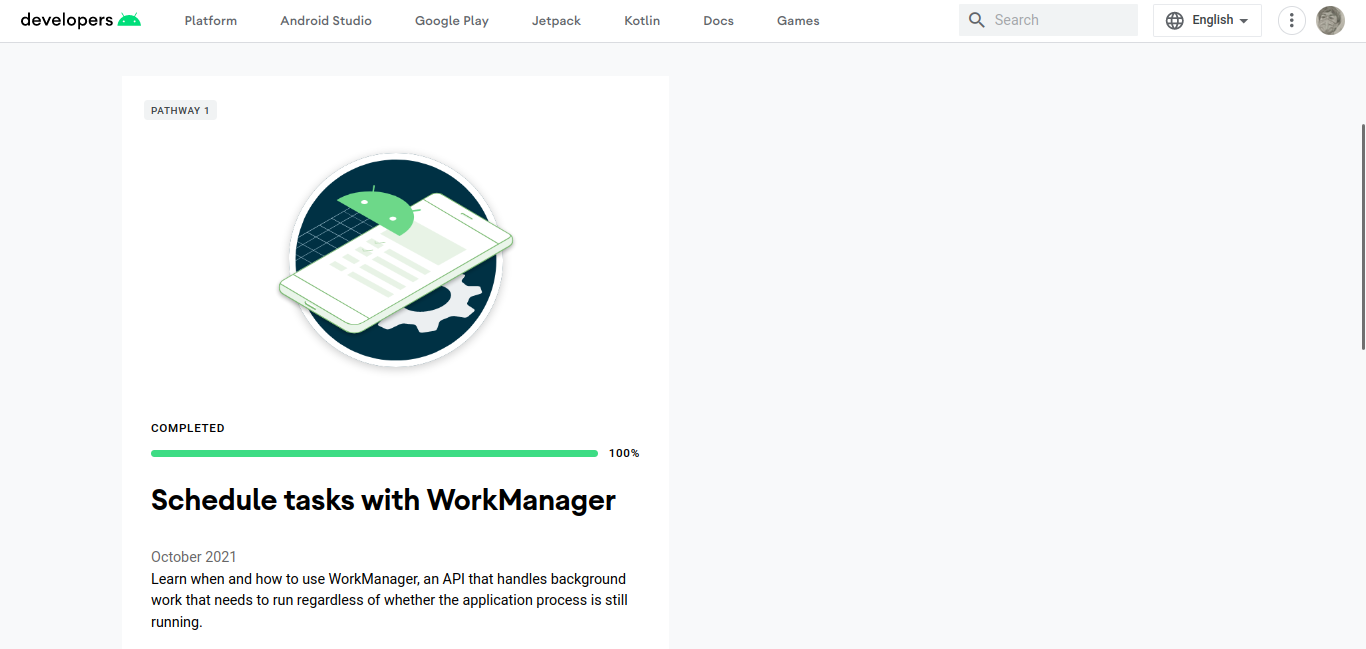 developers
Platform
Android Studio
Google Play
Jetpack
Kotlin
Docs
Games
Search
English
PATHWAY 1
COMPLETED
100%
Schedule tasks with WorkManager
October 2021
Learn when and how to use WorkManager, an API that handles background
work that needs to run regardless of whether the application process is still
running.